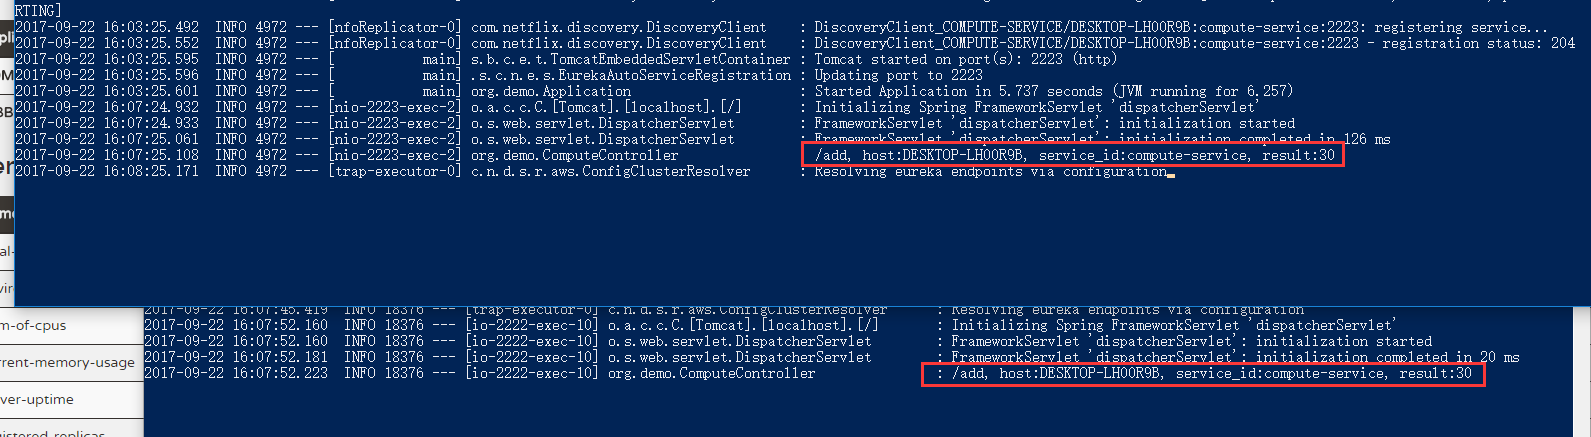 RTING]
2017-09-22 16:03:25.492  INFO 4972 --- [nfoReplicator-0] com.netflix.discovery.DiscoveryClient    : DiscoveryClient_COMPUTE-SERVICE/DESKTOP-LH00R9B:compute-service:2223: registering service...
2017-09-22 16:03:25.552  INFO 4972 --- [nfoReplicator-0] com.netflix.discovery.DiscoveryClient    : DiscoveryClient_COMPUTE-SERVICE/DESKTOP-LH00R9B:compute-service:2223 - registration status: 204
2017-09-22 16:03:25.595  INFO 4972 --- [           main] s.b.c.e.t.TomcatEmbeddedServletContainer : Tomcat started on port(s): 2223 (http)
2017-09-22 16:03:25.596  INFO 4972 --- [           main] .s.c.n.e.s.EurekaAutoServiceRegistration : Updating port to 2223
2017-09-22 16:03:25.601  INFO 4972 --- [           main] org.demo.Application                     : Started Application in 5.737 seconds (JVM running for 6.257)
2017-09-22 16:07:24.932  INFO 4972 --- [nio-2223-exec-2] o.a.c.c.C.[Tomcat].[localhost].[/]       : Initializing Spring FrameworkServlet 'dispatcherServlet'
2017-09-22 16:07:24.933  INFO 4972 --- [nio-2223-exec-2] o.s.web.servlet.DispatcherServlet        : FrameworkServlet 'dispatcherServlet': initialization started
2017-09-22 16:07:25.061  INFO 4972 --- [nio-2223-exec-2] o.s.web.servlet.DispatcherServlet        : FrameworkServlet 'dispatcherServlet': initialization completed in 126 ms
2017-09-22 16:07:25.108  INFO 4972 --- [nio-2223-exec-2] org.demo.ComputeController                 /add, host:DESKTOP-LH00R9B, service_id:compute-service, result:30
2017-09-22 16:08:25.171  INFO 4972 --- [trap-executor-0] c.n.d.s.r.aws.ConfigClusterResolver      : Resolving eureka endpoints via configuration
2017-09-22 16:07:45.419  INFO 18376 --- [trap-executor-0] c.n.d.s.r.aws.ConfigClusterResolver      : Resolving eureka endpoints via configuration
2017-09-22 16:07:52.160  INFO 18376 --- [io-2222-exec-10] o.a.c.c.C.[Tomcat].[localhost].[/]       : Initializing Spring FrameworkServlet 'dispatcherServlet'
2017-09-22 16:07:52.160  INFO 18376 --- [io-2222-exec-10] o.s.web.servlet.DispatcherServlet        : FrameworkServlet 'dispatcherServlet': initialization started
2017-09-22 16:07:52.181  INFO 18376 --- [io-2222-exec-10] o.s.web.servlet.DispatcherServlet        : FrameworkServlet 'dispatcherServlet': initialization completed in 20 ms
2017-09-22 16:07:52.223  INFO 18376 --- [io-2222-exec-10] org.demo.ComputeController               : /add, host:DESKTOP-LH00R9B, service_id:compute-service, result:30
m-of-cpus
rrent-memory-usage
ver-uptime